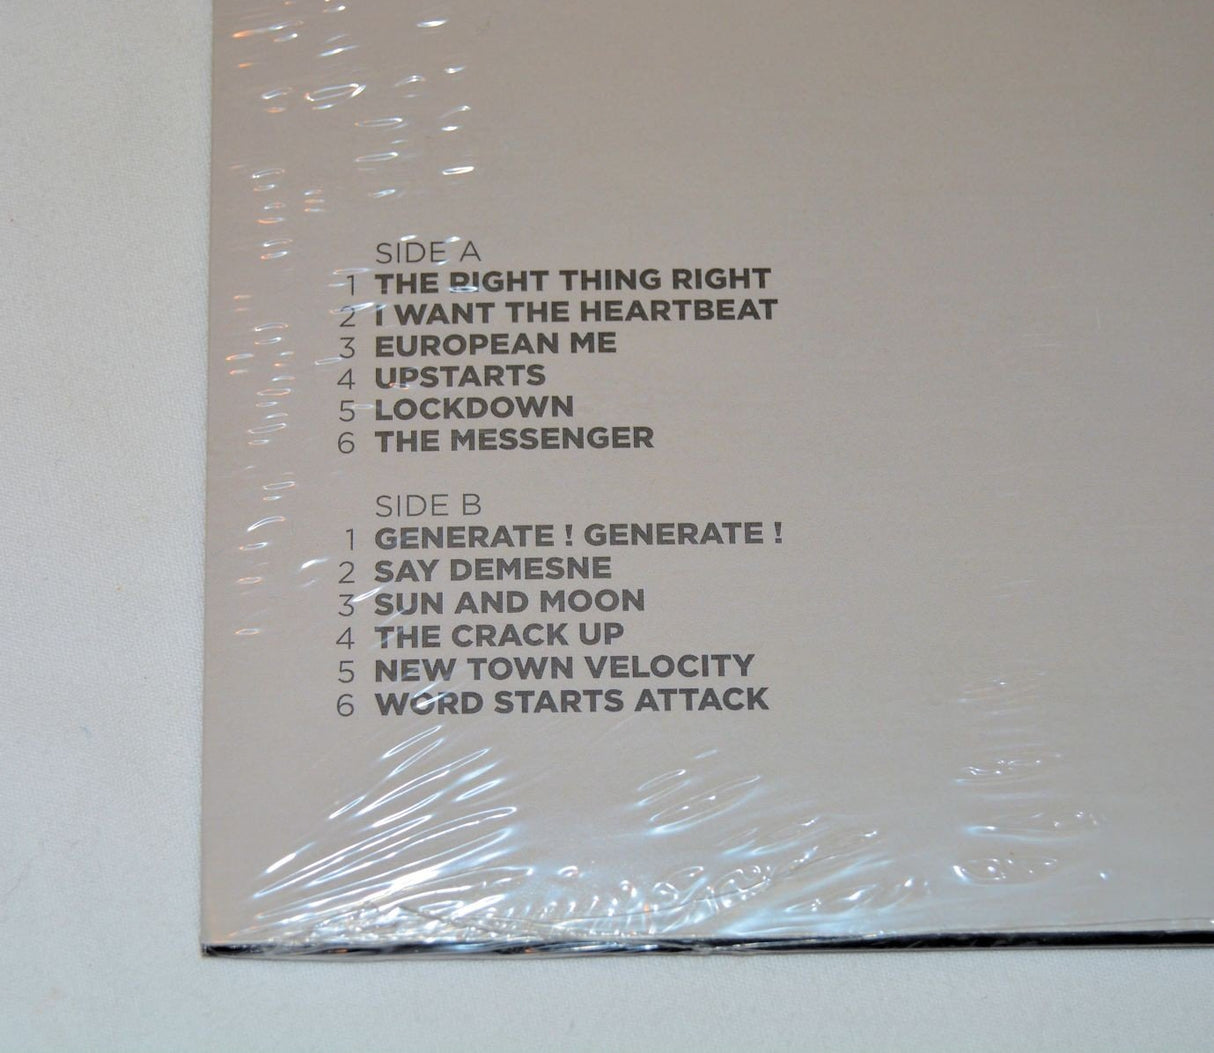 SIDE A
1 THE RIGHT THING RIGHT
2 I WANT THE HEARTBEAT
3 EUROPEAN ME
4 UPSTARTS
5 LOCKDOWN
6 THE MESSENGER
SIDE B
1 GENERATE ! GENERATE !
2 SAY DEMESNE
3 SUN AND MOON
4 THE CRACK UP
5 NEW TOWN VELOCITY
6 WORD STARTS ATTACK